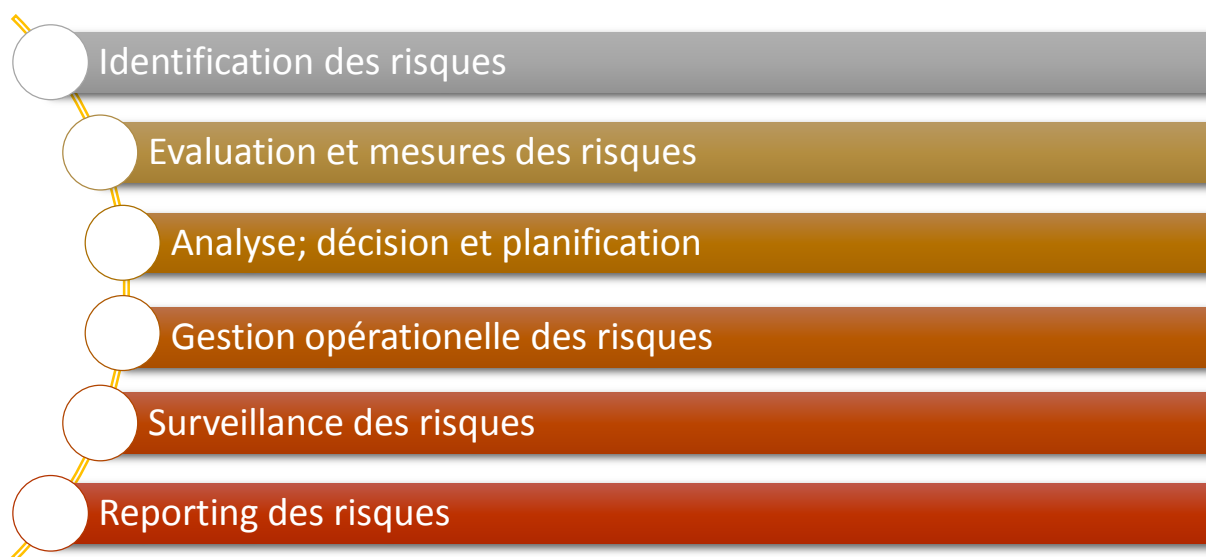 Identification des risques
Evaluation et mesures des risques
Analyse; décision et planification
Gestion opérationelle des risques
Surveillance des risques
Reporting des risques